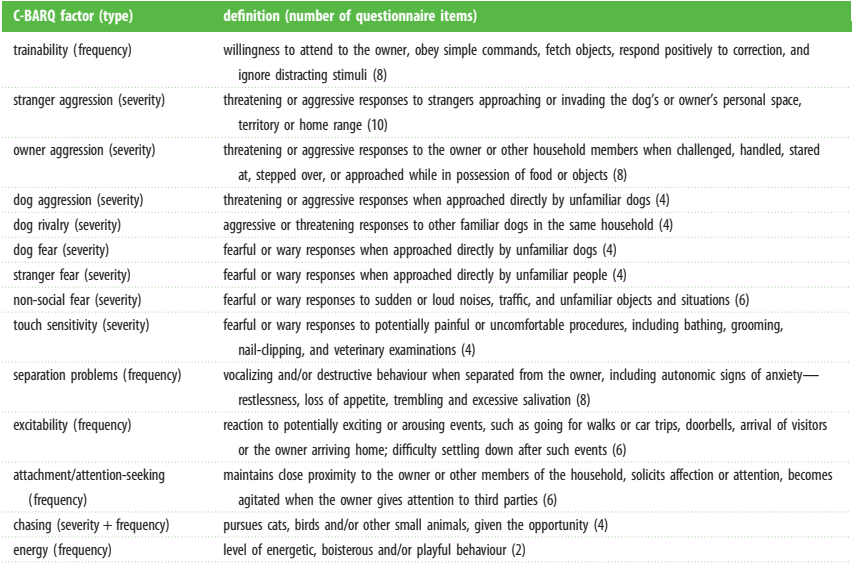 C-BARQ factor (type) definition (number of questionnaire items)
trainability (frequency) willingness to attend to the owner, obey simple commands, fetch objects, respond positively to correction, and
ignore distracting stimuli (8)
stranger aggression (severity) threatening or aggressive responses to strangers approaching or invading the dog's or owner's personal space,
territory or home range (10)
owner aggression (severity) threatening or aggressive responses to the owner or other household members when challenged, handled, stared
at, stepped over, or approached while in possession of food or objects (8)
dog aggression (severity) threatening or aggressive responses when approached directly by unfamiliar dogs (4)
dog rivalry (severity) aggressive or threatening responses to other familiar dogs in the same household (4)
dog fear (severity) fearful or wary responses when approached directly by unfamiliar dogs (4)
stranger fear (severity) fearful or wary responses when approached directly by unfamiliar people (4)
non-social fear (severity) fearful or wary responses to sudden or loud noises, traffic, and unfamiliar objects and situations (6)
touch sensitivity (severity) fearful or wary responses to potentially painful or uncomfortable procedures, including bathing, grooming,
nail-clipping, and veterinary examinations (4)
separation problems (frequency) vocalizing and/or destructive behaviour when separated from the owner, including autonomic signs of anxiety—
restlessness, loss of appetite, trembling and excessive salivation (8)
excitability (frequency) reaction to potentially exciting or arousing events, such as going for walks or car trips, doorbells, arrival of visitors
or the owner arriving home; difficulty settling down after such events (6)
attachment/attention-seeking maintains close proximity to the owner or other members of the household, solicits affection or attention, becomes
(frequency) agitated when the owner gives attention to third parties (6)
chasing (severity + frequency) pursues cats, birds and/or other small animals, given the opportunity (4)
energy (frequency) level of energetic, boisterous and/or playful behaviour (2)